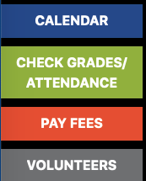 CALENDAR
CHECK GRADES/
ATTENDANCE
PAY FEES
VOLUNTEERS